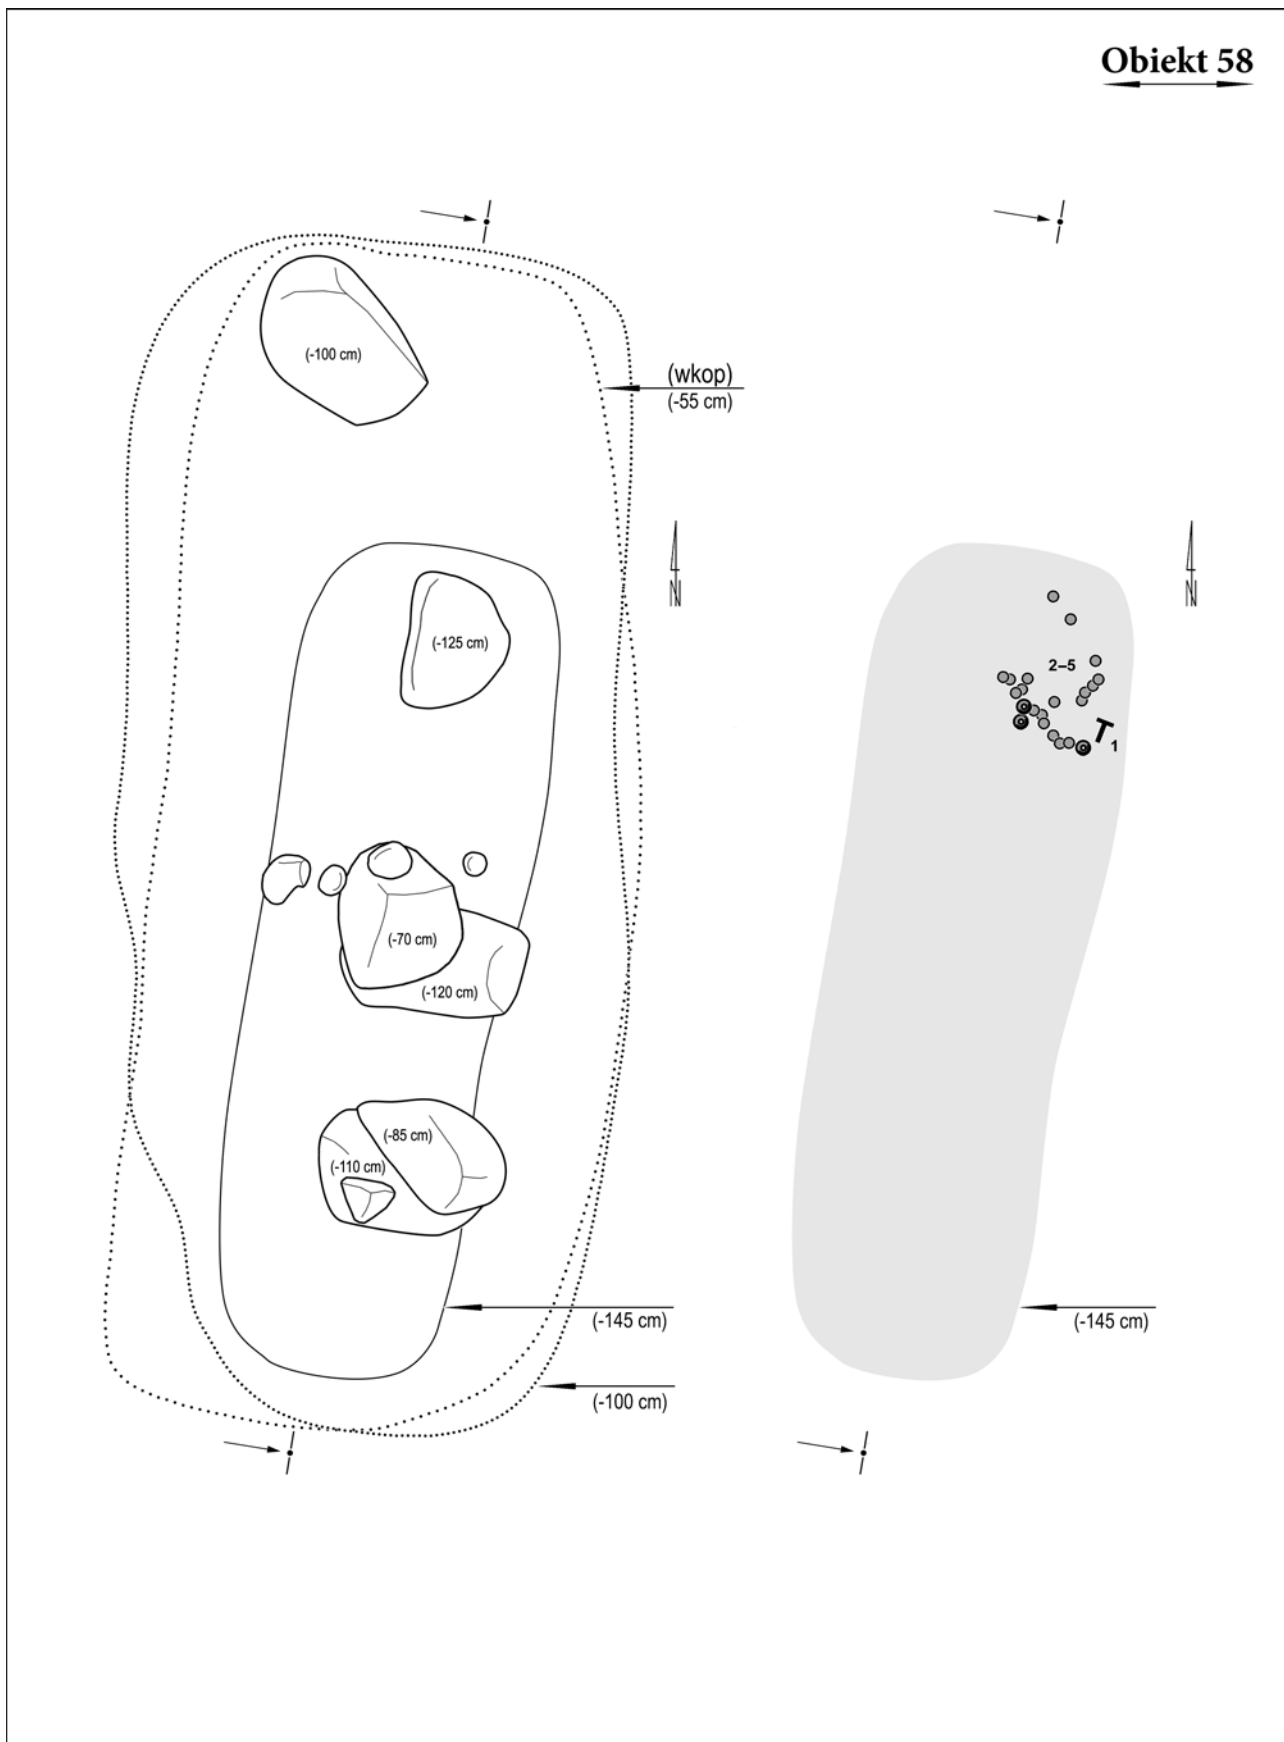 Obiekt 58
(-100 cm)
(wkop)
(-55 cm)
N
N
(-125 cm)
2–5
1
(-70 cm)
(-120 cm)
(-85 cm)
(-110 cm)
(-145 cm)
(-145 cm)
(-100 cm)